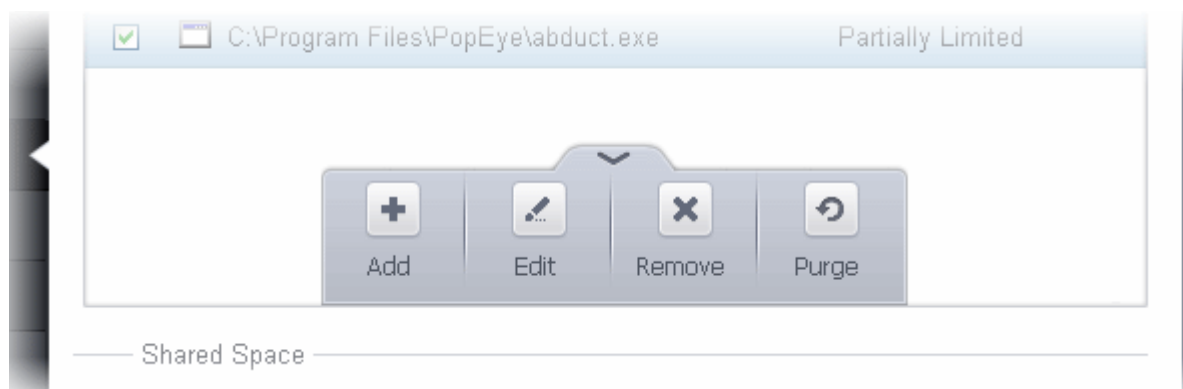 C:\Program Files\PopEye\abduct.exe Partially Limited
Add Edit Remove Purge
Shared Space